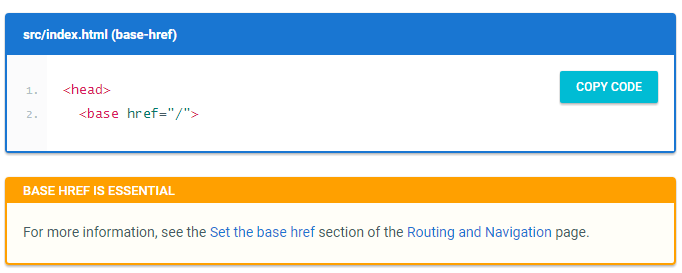 src/index.html (base-href)
COPY CODE
1. <head>
2. <base href="/">
BASE HREF IS ESSENTIAL
For more information, see the Set the base href section of the Routing and Navigation page.